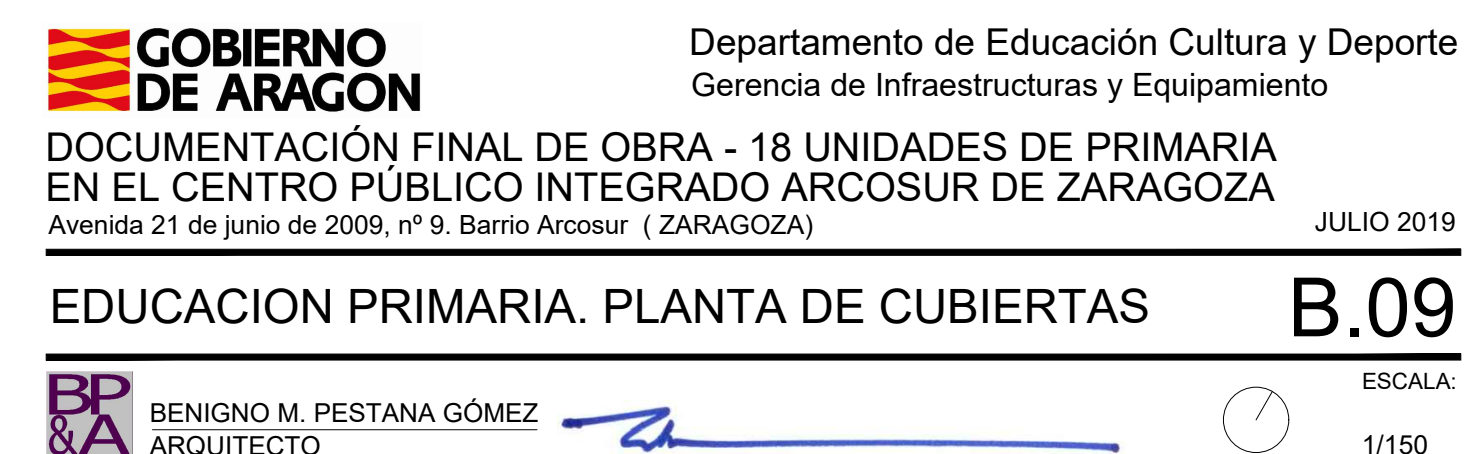 GOBIERNO
DE ARAGON
Departamento de Educación Cultura y Deporte
Gerencia de Infraestructuras y Equipamiento
DOCUMENTACIÓN FINAL DE OBRA - 18 UNIDADES DE PRIMARIA
EN EL CENTRO PÚBLICO INTEGRADO ARCOSUR DE ZARAGOZA
Avenida 21 de junio de 2009, nº 9. Barrio Arcosur ( ZARAGOZA)
JULIO 2019
EDUCACION PRIMARIA. PLANTA DE CUBIERTAS
B.09
BP
&A
BENIGNO M. PESTANA GÓMEZ
ARQUITECTO
ESCALA:
1/150